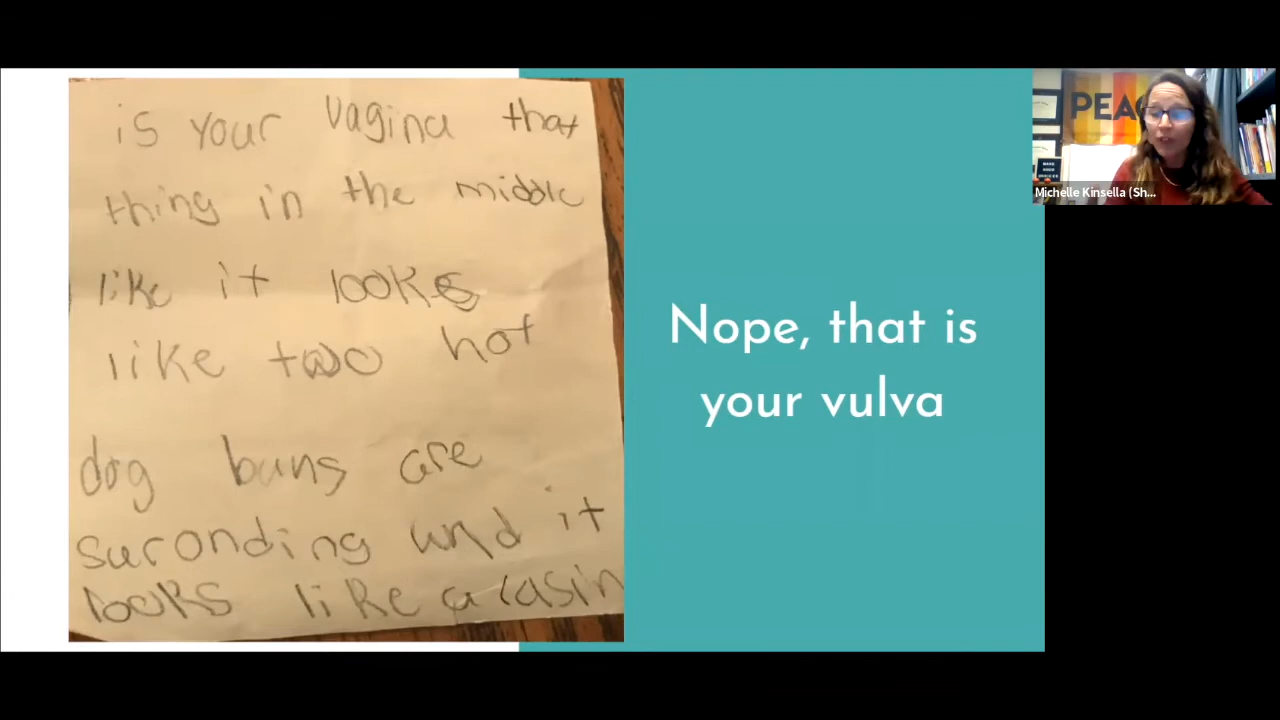 is your vagina that
thing in the middle
like it looks
like two hot
dog buns are
suronding and it
looks like a
Nope, that is
your vulva
PEAC
Michelle Kinsella (Sh...